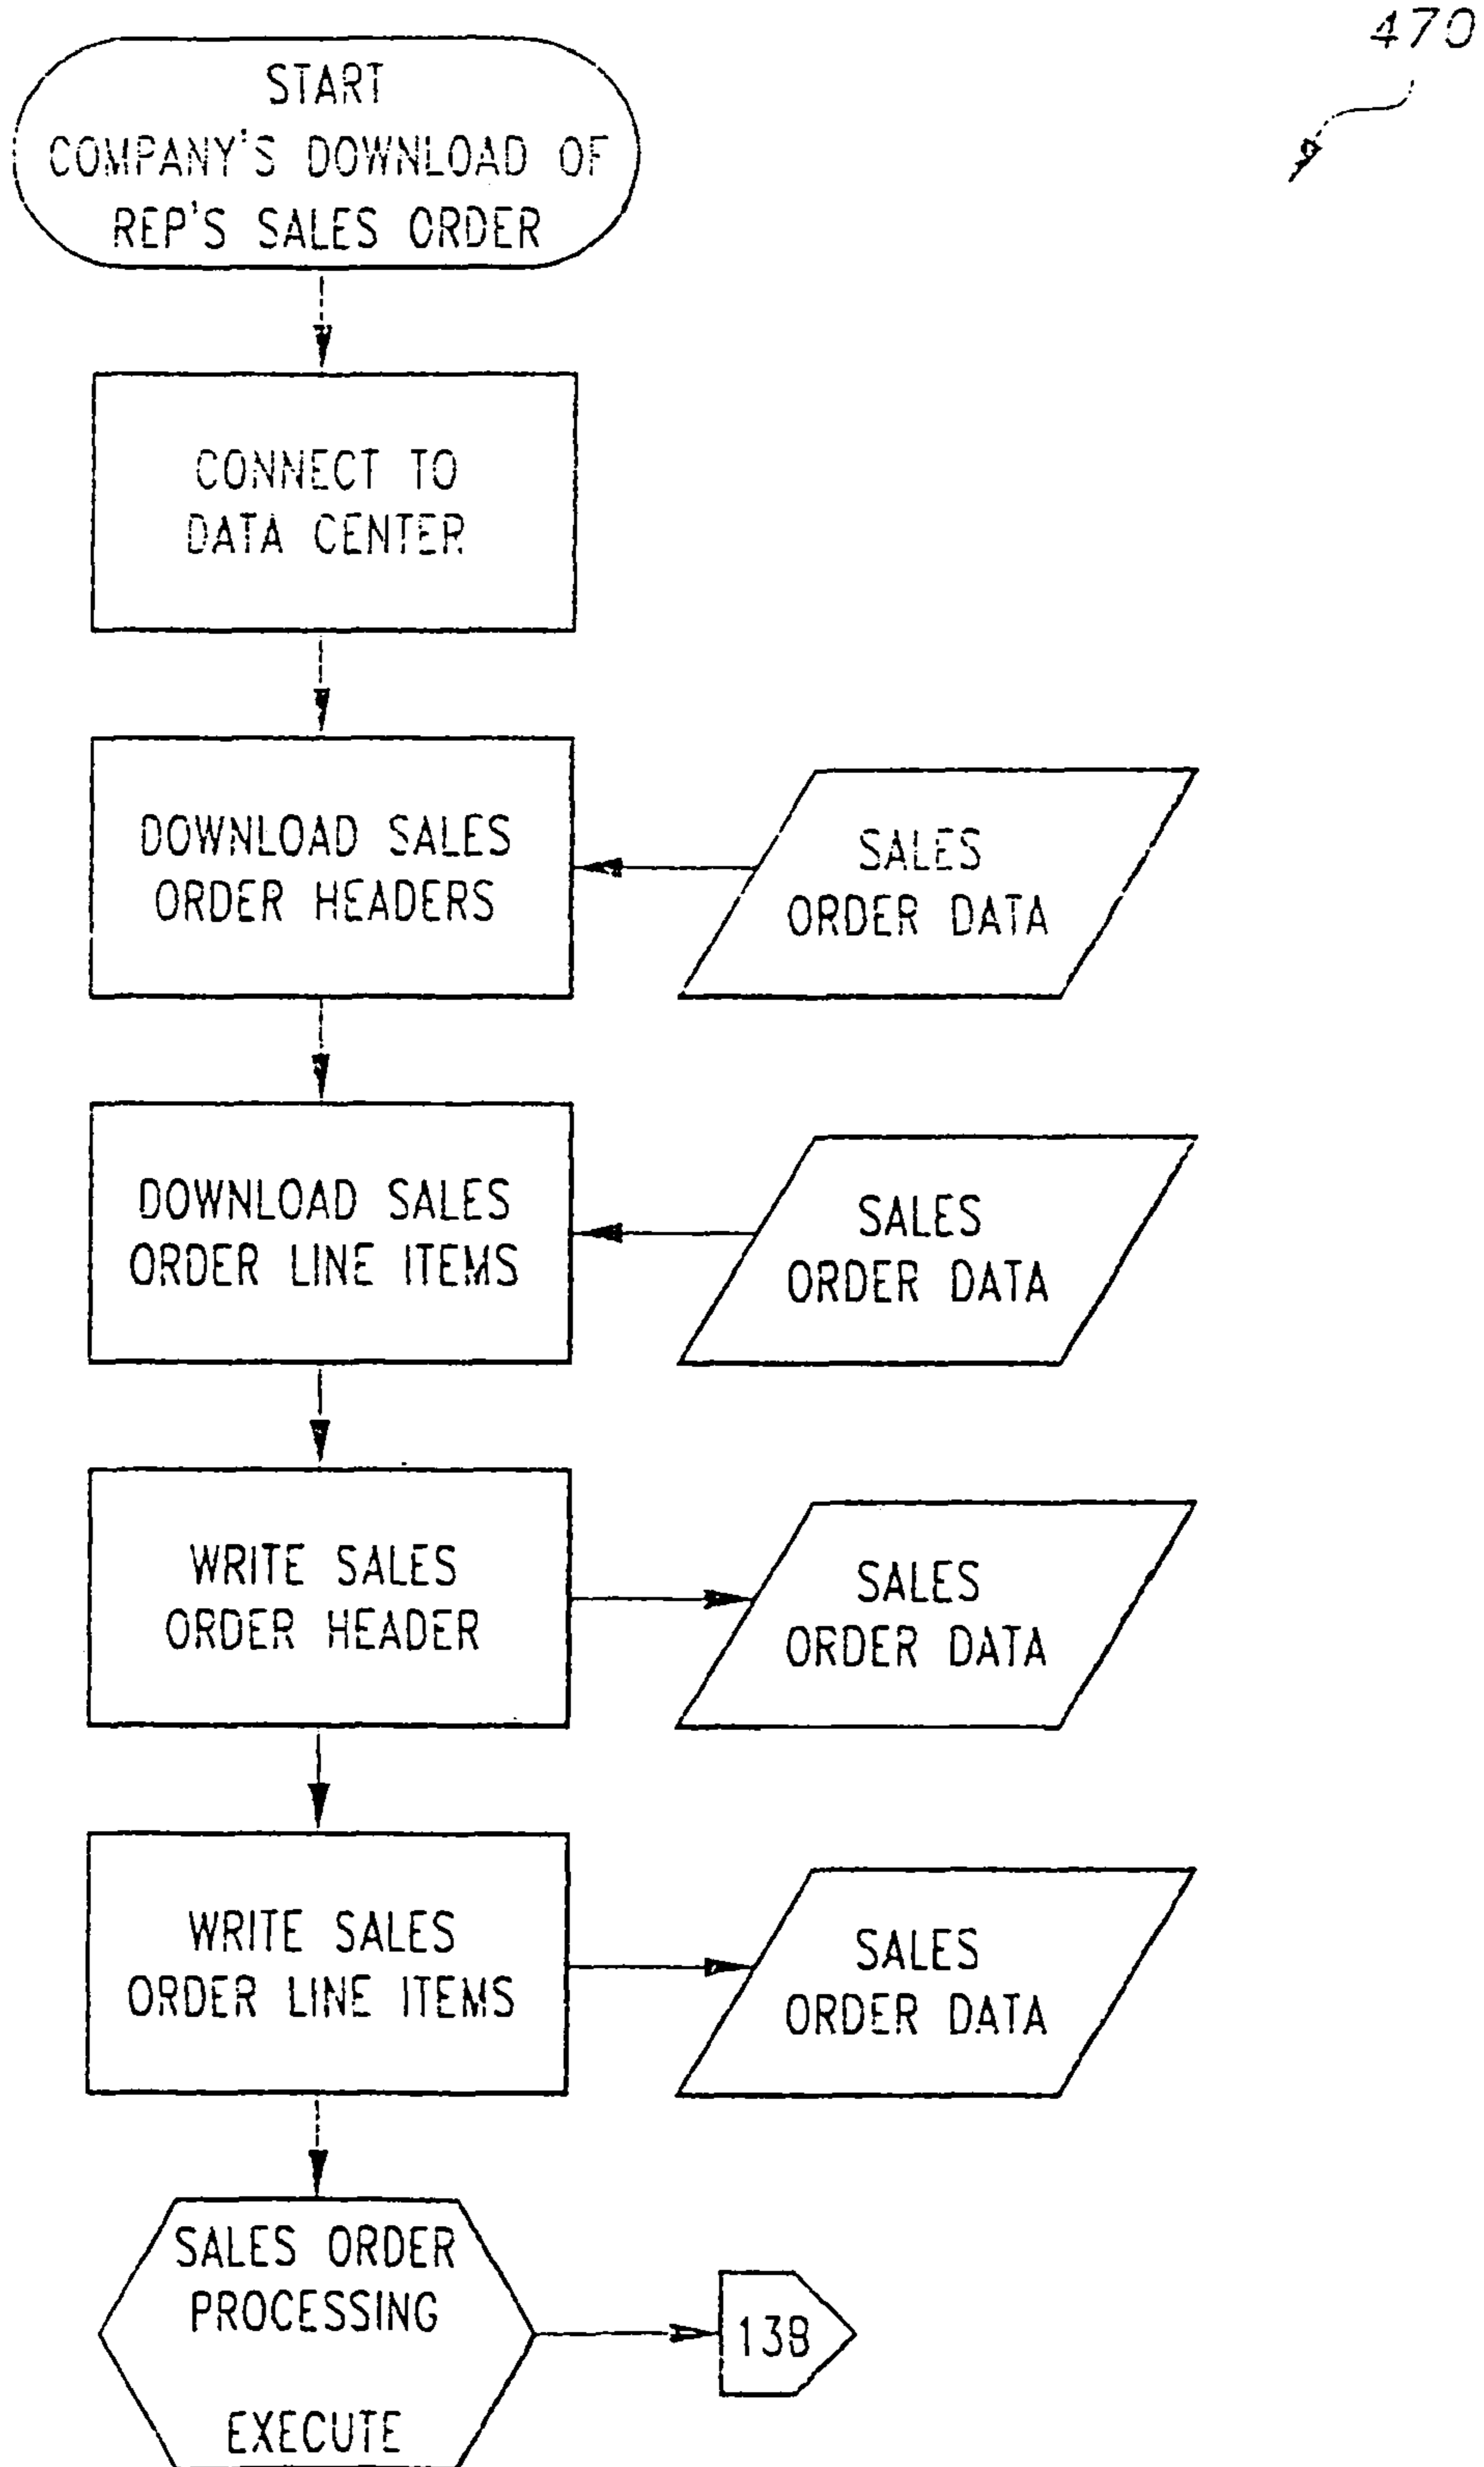 470
START
COMPANY'S DOWNLOAD OF
REP'S SALES ORDER
CONNECT TO
DATA CENTER
DOWNLOAD SALES
ORDER HEADERS
SALES
ORDER DATA
DOWNLOAD SALES
ORDER LINE ITEMS
SALES
ORDER DATA
WRITE SALES
ORDER HEADER
SALES
ORDER DATA
WRITE SALES
ORDER LINE ITEMS
SALES
ORDER DATA
SALES ORDER
PROCESSING
EXECUTE
13B